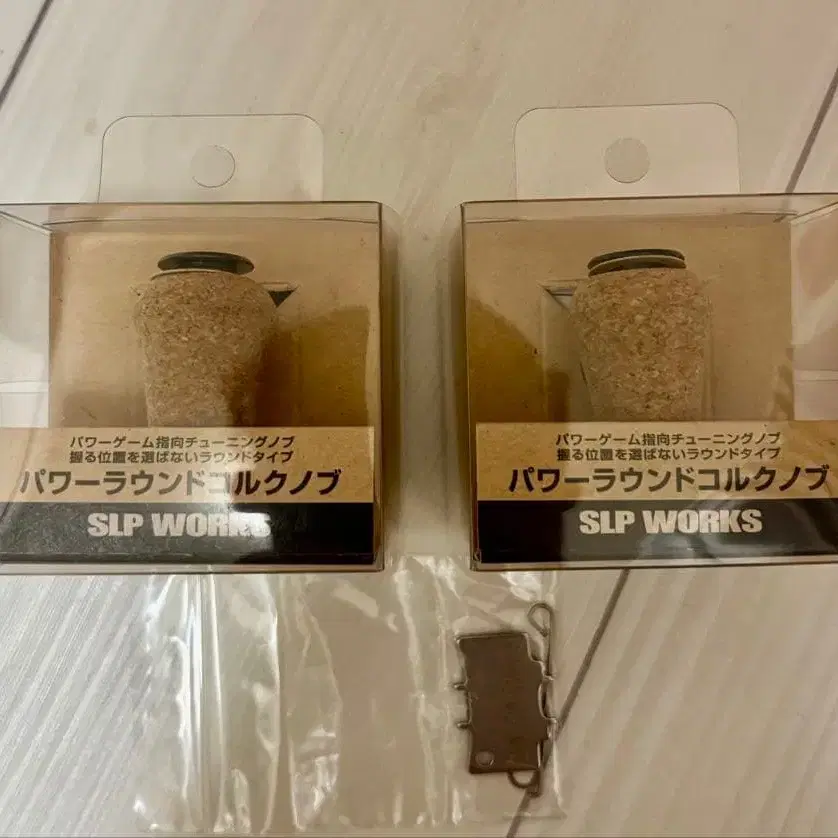 パワーゲーム指向チューニングノブ
握る位置を選ばないラウンドタイプ
パワーラウンドコルクノブ
SLP WORKS
パワーゲーム指向チューニングノブ
握る位置を選ばないラウンドタイプ
パワーラウンドコルクノブ
SLP WORKS